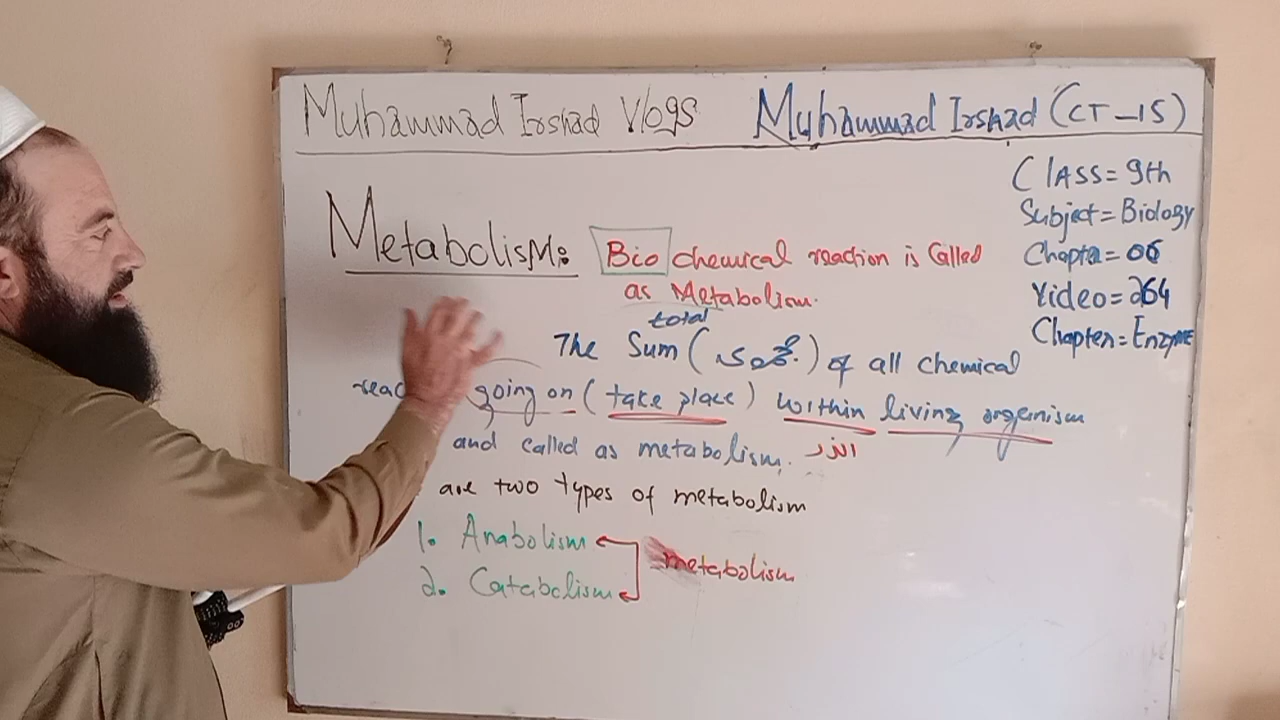 Muhammad Irshad Vlogs Muhammad Irshad (CT-15)
Class = 9th
Subject = Biology
Chapter = 06
Video = 264
Chapter = Enzyme
Metabolism: Bio chemical reaction is Called
as Metabolism.
total
The Sum ( ) of all chemical
reac going on (take place) within living orgenism
and called as metabolism. اندر
are two types of metabolism
1. Anabolism
2. Catabolism
metabolism